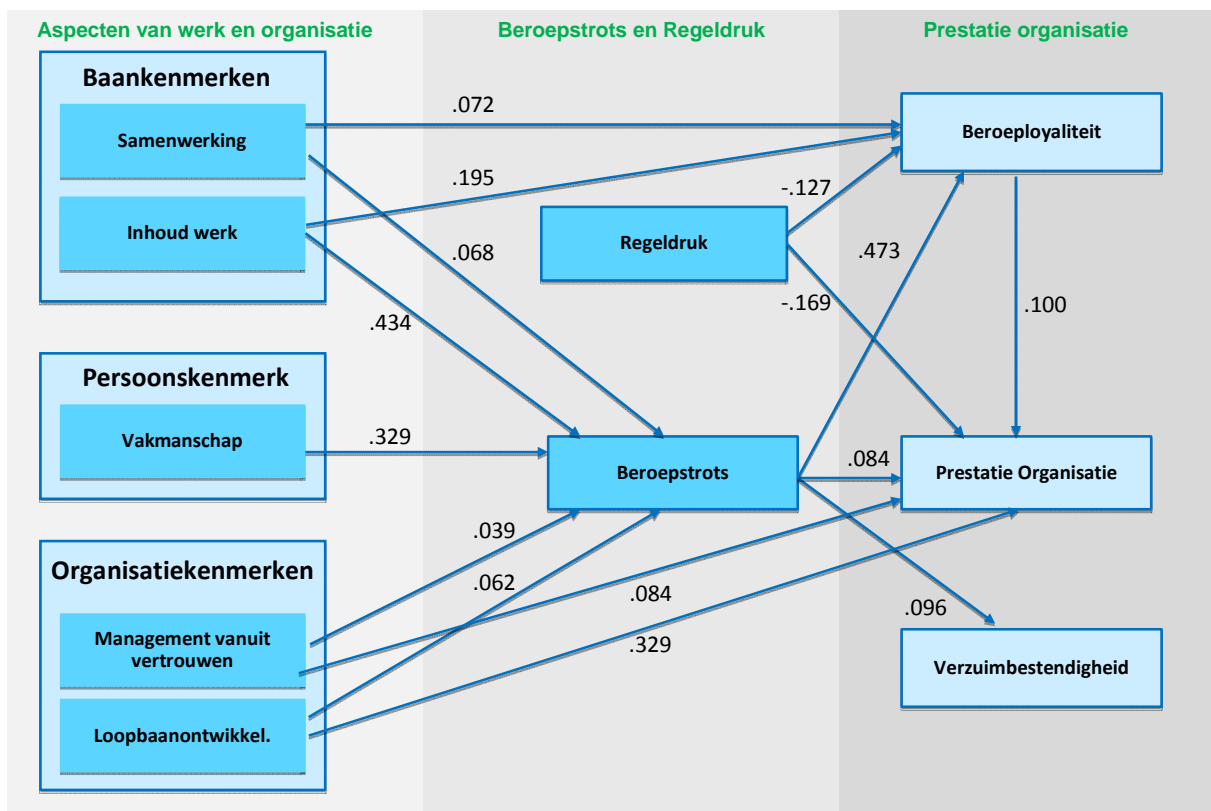 Aspecten van werk en organisatie
Beroepstrots en Regeldruk
Prestatie organisatie
Baankenmerken
Samenwerking
Inhoud werk
Persoonskenmerk
Vakmanschap
Organisatiekenmerken
Management vanuit
vertrouwen
Loopbaanontwikkel.
.072
.195
.068
.434
.329
.039
.062
.084
.329
Regeldruk
Beroepstrots
-.127
.473
-.169
.100
.084
.096
Beroeployaliteit
Prestatie Organisatie
Verzuimbestendigheid